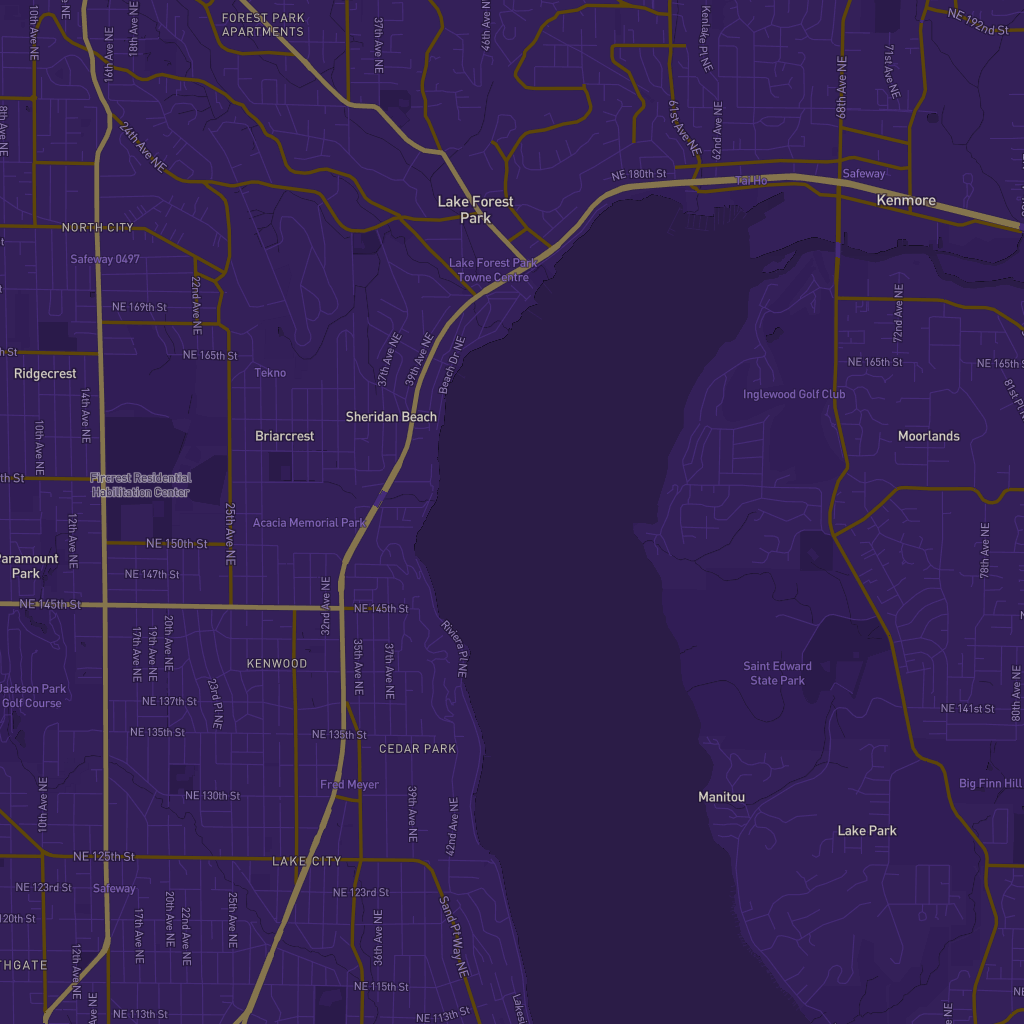 FOREST PARK
APARTMENTS
10th Ave NE
16th Ave NE
18th Ave NE
37th Ave NE
46th Ave NE
Kenlake Pl NE
NE 192nd St
71st Ave NE
68th Ave NE
8th Ave NE
24th Ave NE
61st Ave NE
62nd Ave NE
NE 180th St
Tai Ho
Safeway
Kenmore
Lake Forest
Park
NORTH CITY
Safeway 0497
Lake Forest Park
Towne Centre
22nd Ave NE
NE 169th St
72nd Ave NE
NE 165th St
37th Ave NE
39th Ave NE
Beach Dr NE
NE 165th St
NE 165th St
Ridgecrest
Tekno
Inglewood Golf Club
81st Pl N
14th Ave NE
Sheridan Beach
10th Ave NE
Briarcrest
Moorlands
Fircrest Residential
Habilitation Center
12th Ave NE
25th Ave NE
Acacia Memorial Park
NE 150th St
78th Ave NE
Paramount
Park
NE 147th St
32nd Ave NE
NE 145th St
NE 145th St
17th Ave NE
19th Ave NE
20th Ave NE
Riviera Pl NE
KENWOOD
35th Ave NE
37th Ave NE
Saint Edward
State Park
Jackson Park
Golf Course
23rd Pl NE
NE 137th St
80th Ave NE
NE 141st St
NE 135th St
NE 135th St
CEDAR PARK
Fred Meyer
Big Finn Hill
10th Ave NE
NE 130th St
39th Ave NE
42nd Ave NE
Manitou
Lake Park
NE 125th St
LAKE CITY
NE 123rd St
Safeway
NE 123rd St
120th St
17th Ave NE
20th Ave NE
22nd Ave NE
25th Ave NE
36th Ave NE
Sand Pt Way NE
THGATE
12th Ave NE
NE 115th St
NE 113th St
NE 113th St
Lakesi